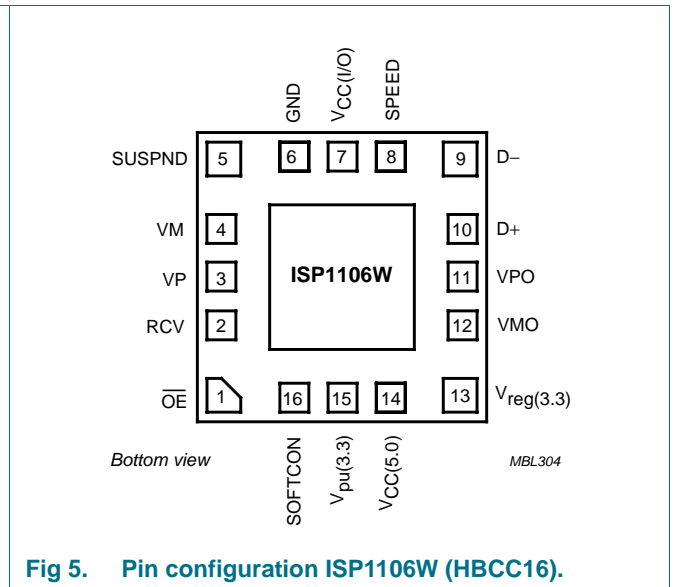 GND
VCC(I/O)
SPEED
SUSPND 5 6 7 8 9 D−
VM 4 10 D+
VP 3 ISP1106W 11 VPO
RCV 2 12 VMO
OE 1 16 15 14 13 Vreg(3.3)
Bottom view
SOFTCON
Vpu(3.3)
VCC(5.0)
MBL304
Fig 5. Pin configuration ISP1106W (HBCC16).